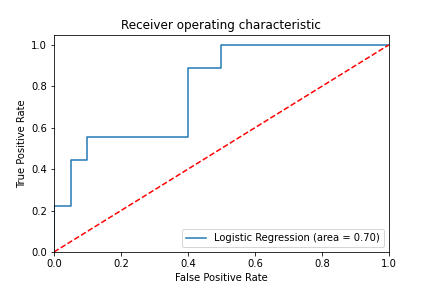 Receiver operating characteristic
1.0
0.8
0.6
0.4
0.2
0.0
True Positive Rate
Logistic Regression (area = 0.70)
0.0 0.2 0.4 0.6 0.8 1.0
False Positive Rate